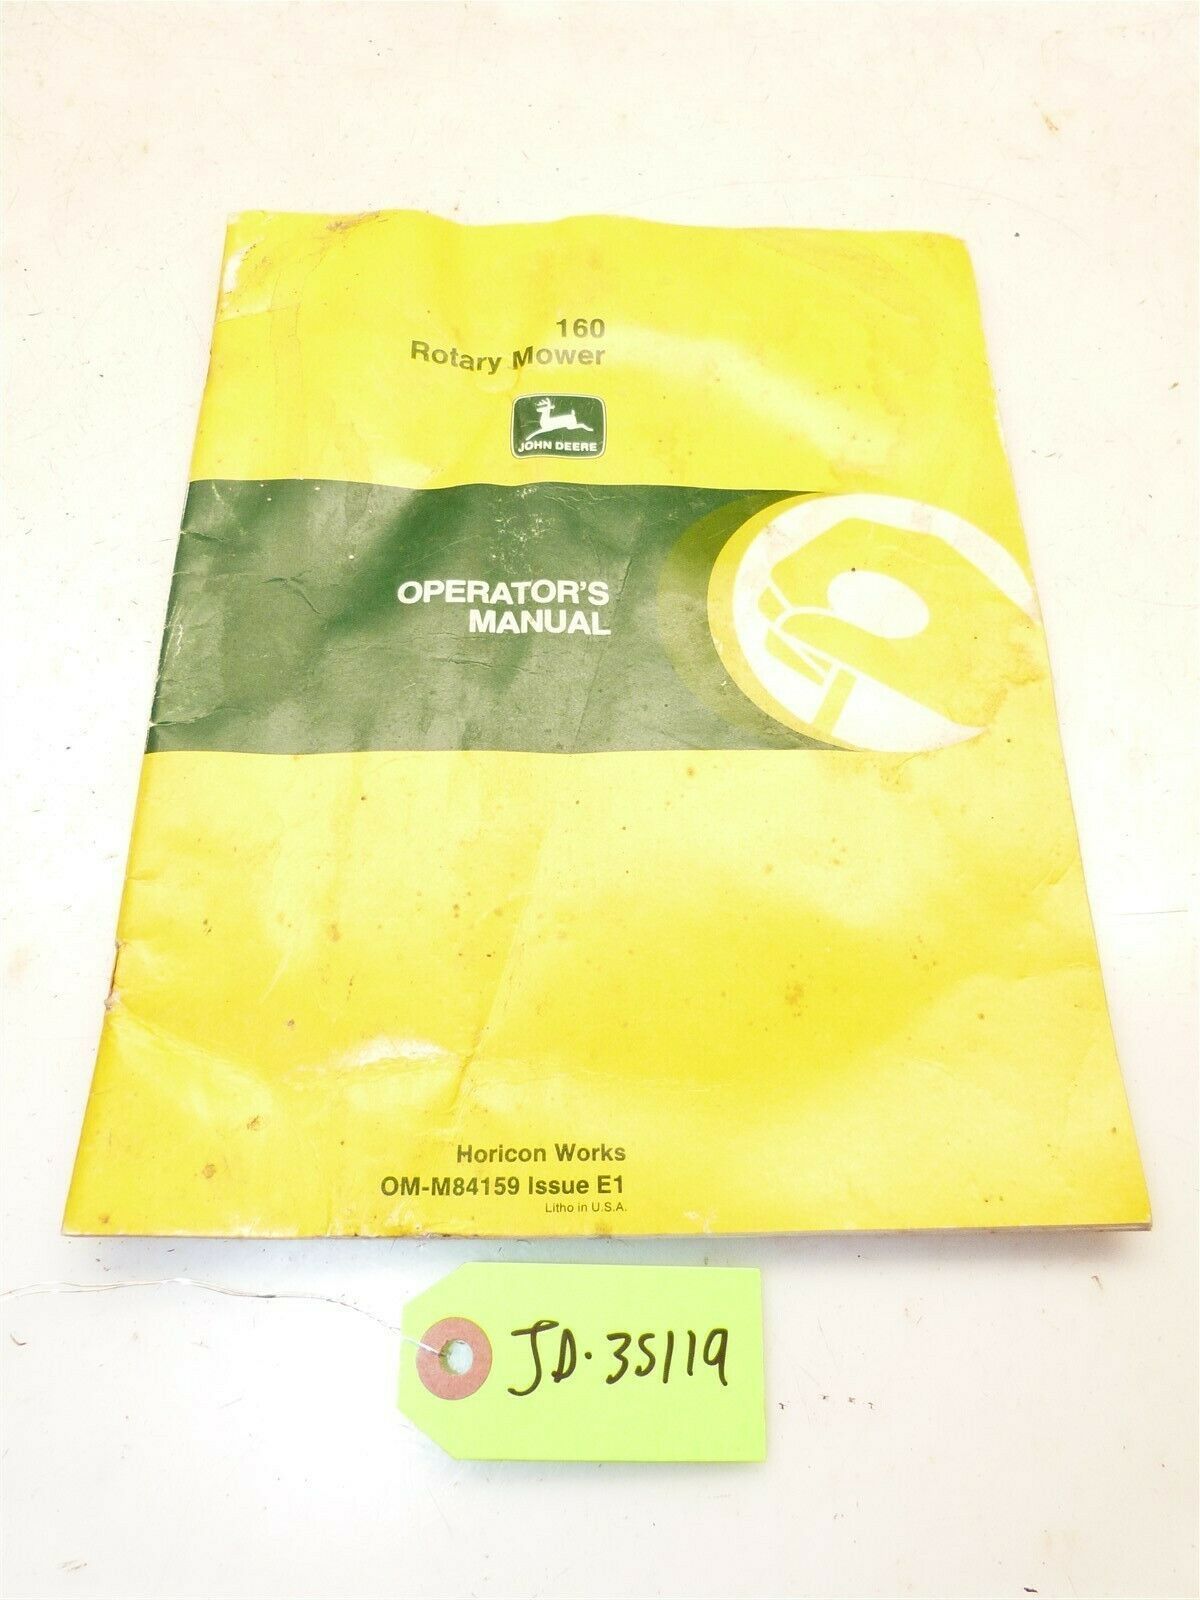 160
Rotary Mower
JOHN DEERE
OPERATOR'S
MANUAL
Horicon Works
OM-M84159 Issue E1
Litho in U.S.A.
JD-35119